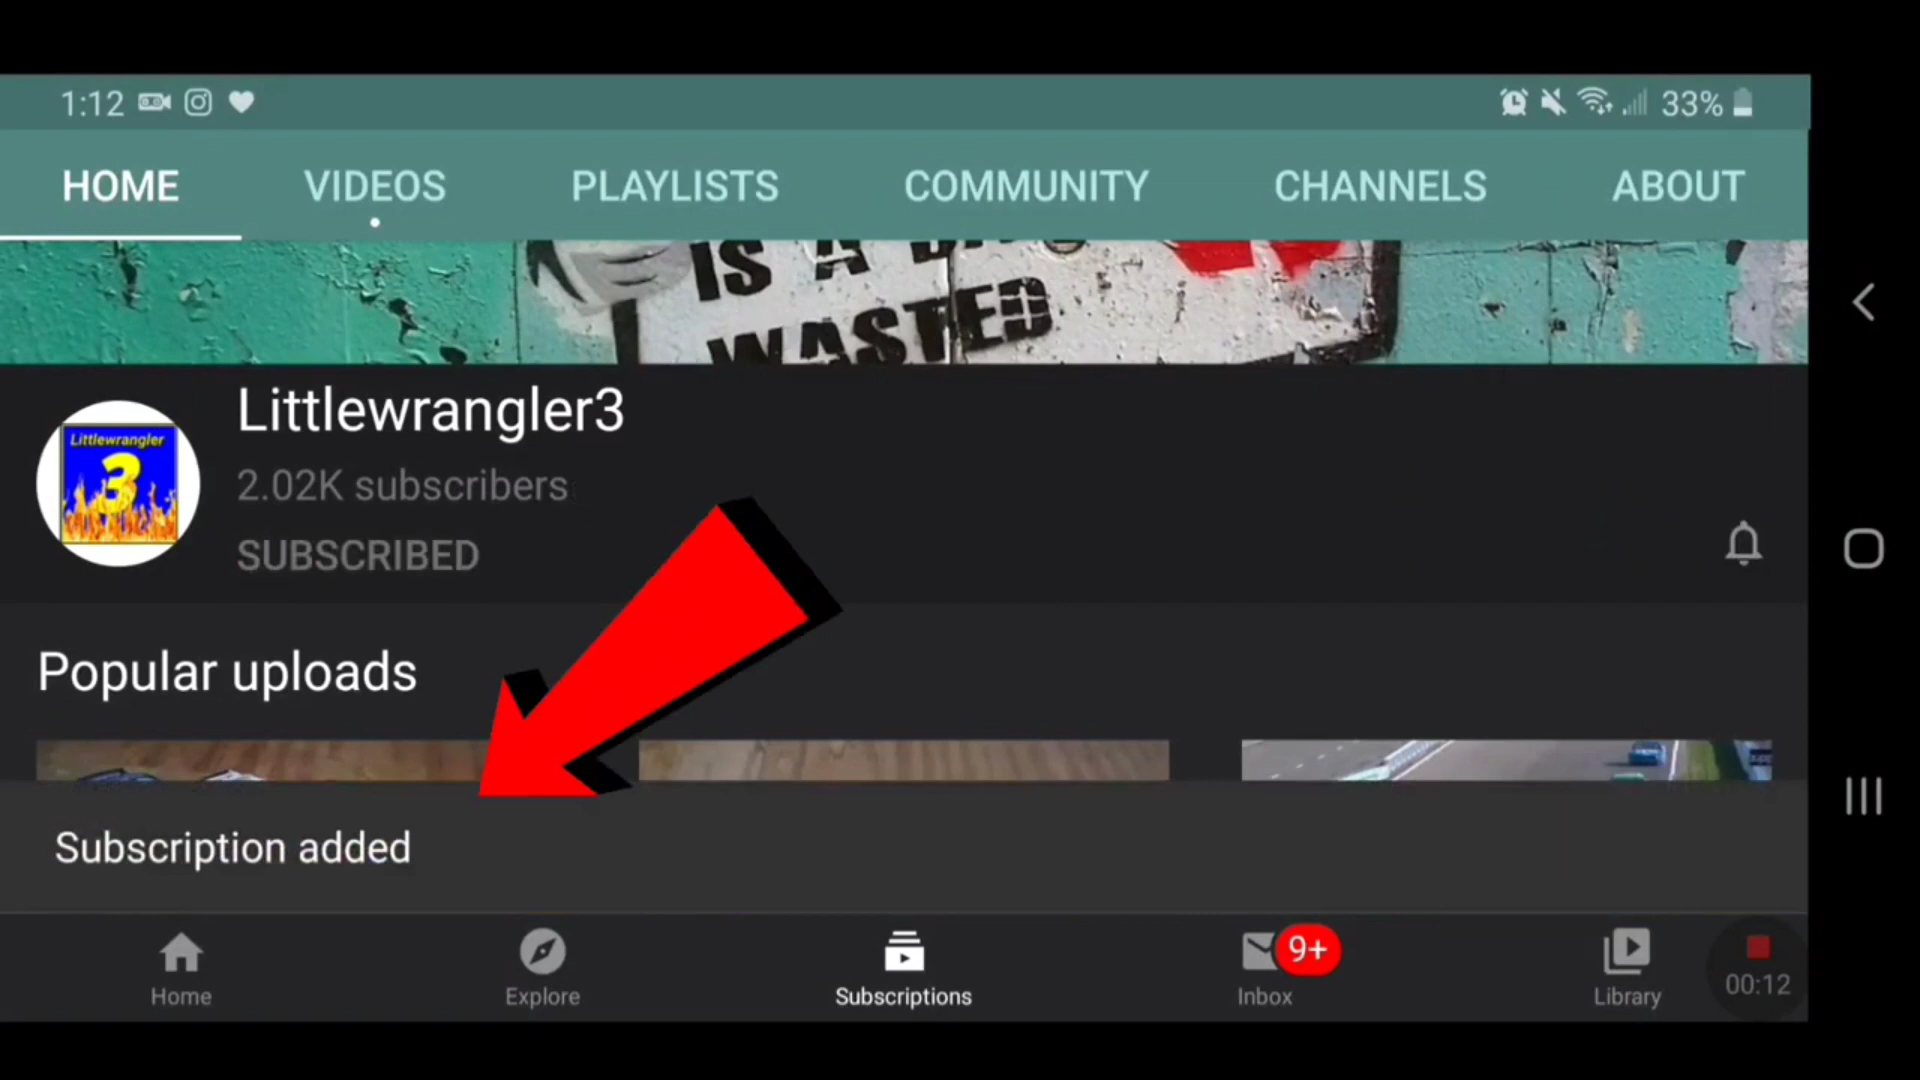 1:12
33%
HOME VIDEOS PLAYLISTS COMMUNITY CHANNELS ABOUT
IS A
WASTED
Littlewrangler3
Littlewrangler
3
2.02K subscribers
SUBSCRIBED
Popular uploads
Subscription added
9+
Home Explore Subscriptions Inbox Library
00:12